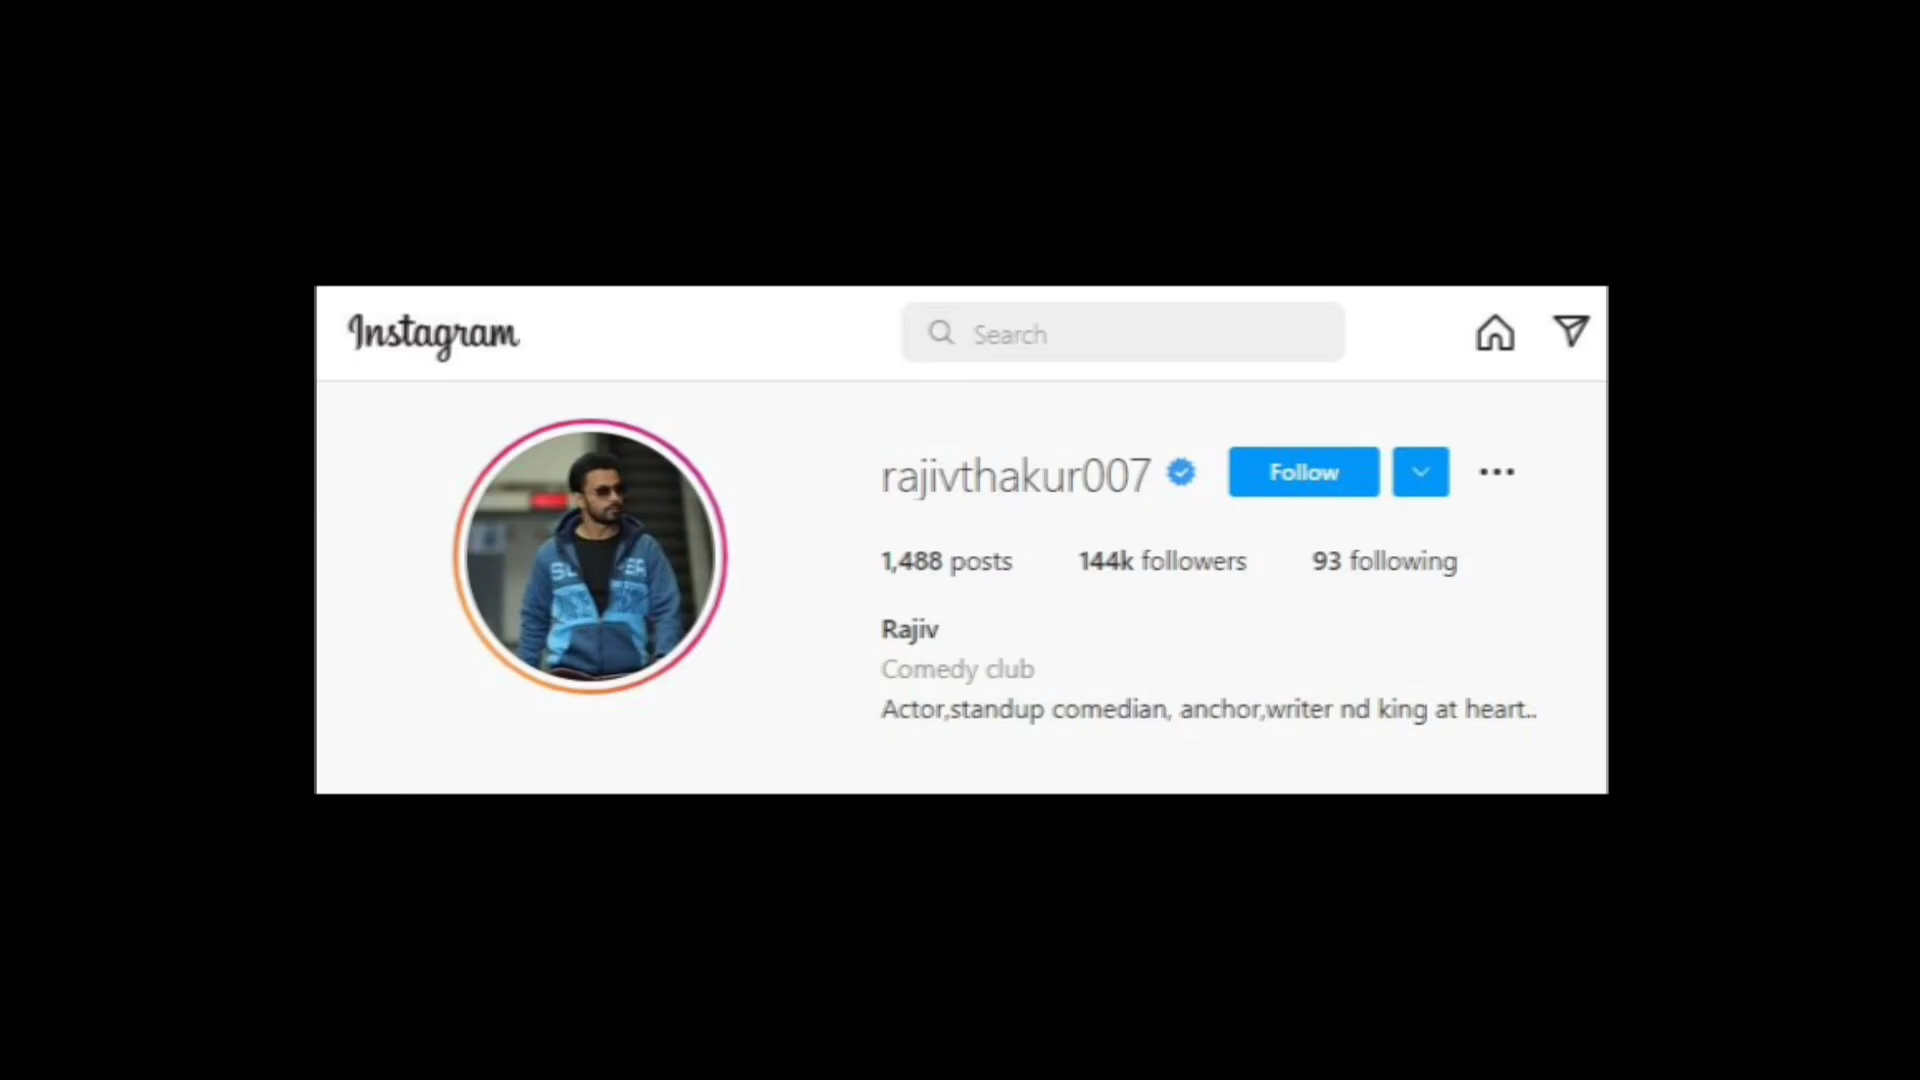 Instagram
Search
rajivthakur007
Follow
1,488 posts 144k followers 93 following
Rajiv
Comedy club
Actor,standup comedian, anchor,writer nd king at heart..